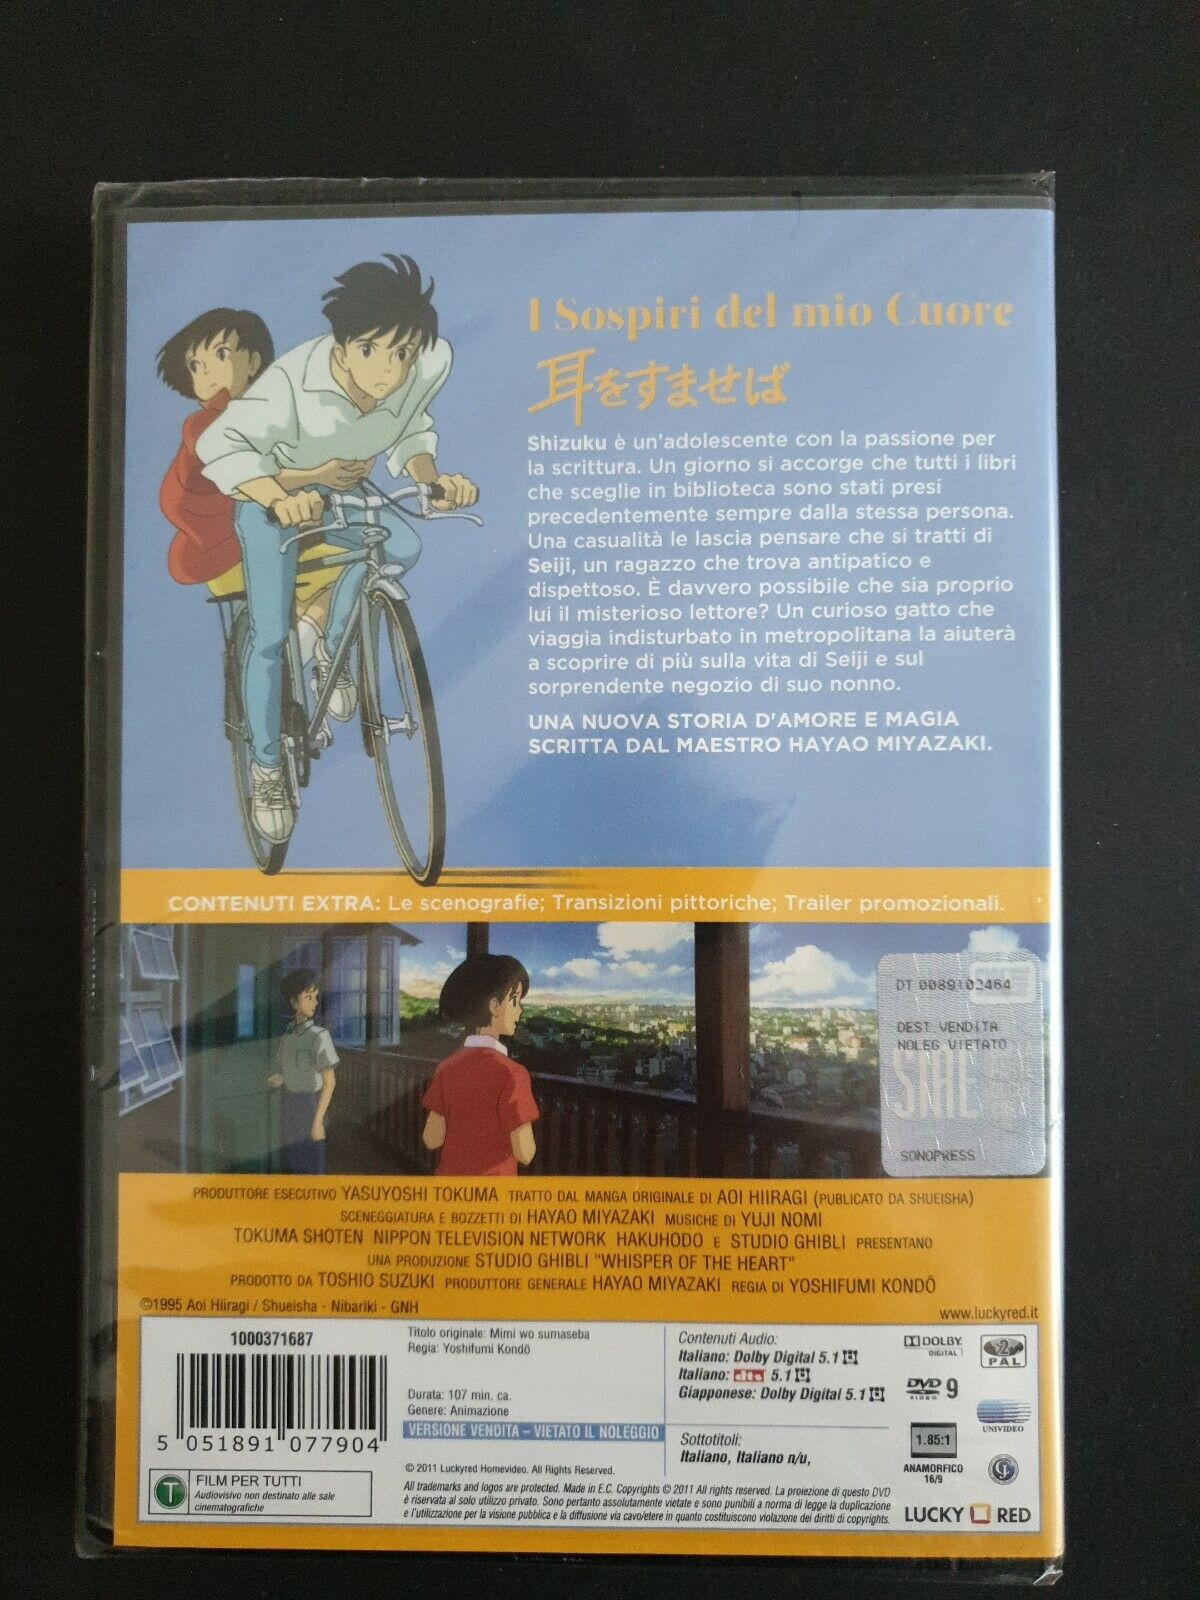 I Sospiri del mio Cuore
耳をすませば
Shizuku è un'adolescente con la passione per
la scrittura. Un giorno si accorge che tutti i libri
che sceglie in biblioteca sono stati presi
precedentemente sempre dalla stessa persona.
Una casualità le lascia pensare che si tratti di
Seiji, un ragazzo che trova antipatico e
dispettoso. È davvero possibile che sia proprio
lui il misterioso lettore? Un curioso gatto che
viaggia indisturbato in metropolitana la aiuterà
a scoprire di più sulla vita di Seiji e sul
sorprendente negozio di suo nonno.
UNA NUOVA STORIA D'AMORE E MAGIA
SCRITTA DAL MAESTRO HAYAO MIYAZAKI.
CONTENUTI EXTRA: Le scenografie; Transizioni pittoriche; Trailer promozionali.
DT 0089102464
DEST VENDITA
NOLEG VIETATO
SIAE
SONOPRESS
PRODUTTORE ESECUTIVO YASUYOSHI TOKUMA TRATTO DAL MANGA ORIGINALE DI AOI HIIRAGI (PUBLICATO DA SHUEISHA)
SCENEGGIATURA E BOZZETTI DI HAYAO MIYAZAKI MUSICHE DI YUJI NOMI
TOKUMA SHOTEN NIPPON TELEVISION NETWORK HAKUHODO E STUDIO GHIBLI PRESENTANO
UNA PRODUZIONE STUDIO GHIBLI "WHISPER OF THE HEART"
PRODOTTO DA TOSHIO SUZUKI PRODUTTORE GENERALE HAYAO MIYAZAKI REGIA DI YOSHIFUMI KONDŌ
©1995 Aoi Hiiragi / Shueisha - Nibariki - GNH
www.luckyred.it
1000371687
5 051891 077904
T FILM PER TUTTI
Audiovisivo non destinato alle sale
cinematografiche
Titolo originale: Mimi wo sumaseba
Regia: Yoshifumi Kondō
Durata: 107 min. ca.
Genere: Animazione
VERSIONE VENDITA – VIETATO IL NOLEGGIO
© 2011 Luckyred Homevideo. All Rights Reserved.
All trademarks and logos are protected. Made in E.C. Copyrights © 2011 All rights reserved. La proiezione di questo DVD
è riservata al solo utilizzo privato. Sono pertanto assolutamente vietate e sono punibili a norma di legge la duplicazione
e l'utilizzazione per la visione pubblica e la diffusione via cavo/etere in quanto costituiscono violazione dei diritti di copyrights.
Contenuti Audio:
Italiano: Dolby Digital 5.1
Italiano: dts 5.1
Giapponese: Dolby Digital 5.1
Sottotitoli:
Italiano, Italiano n/u,
DOLBY
DIGITAL
2
PAL
DVD 9
VIDEO
UNIVIDEO
1.85:1
ANAMORFICO
16/9
LUCKY RED